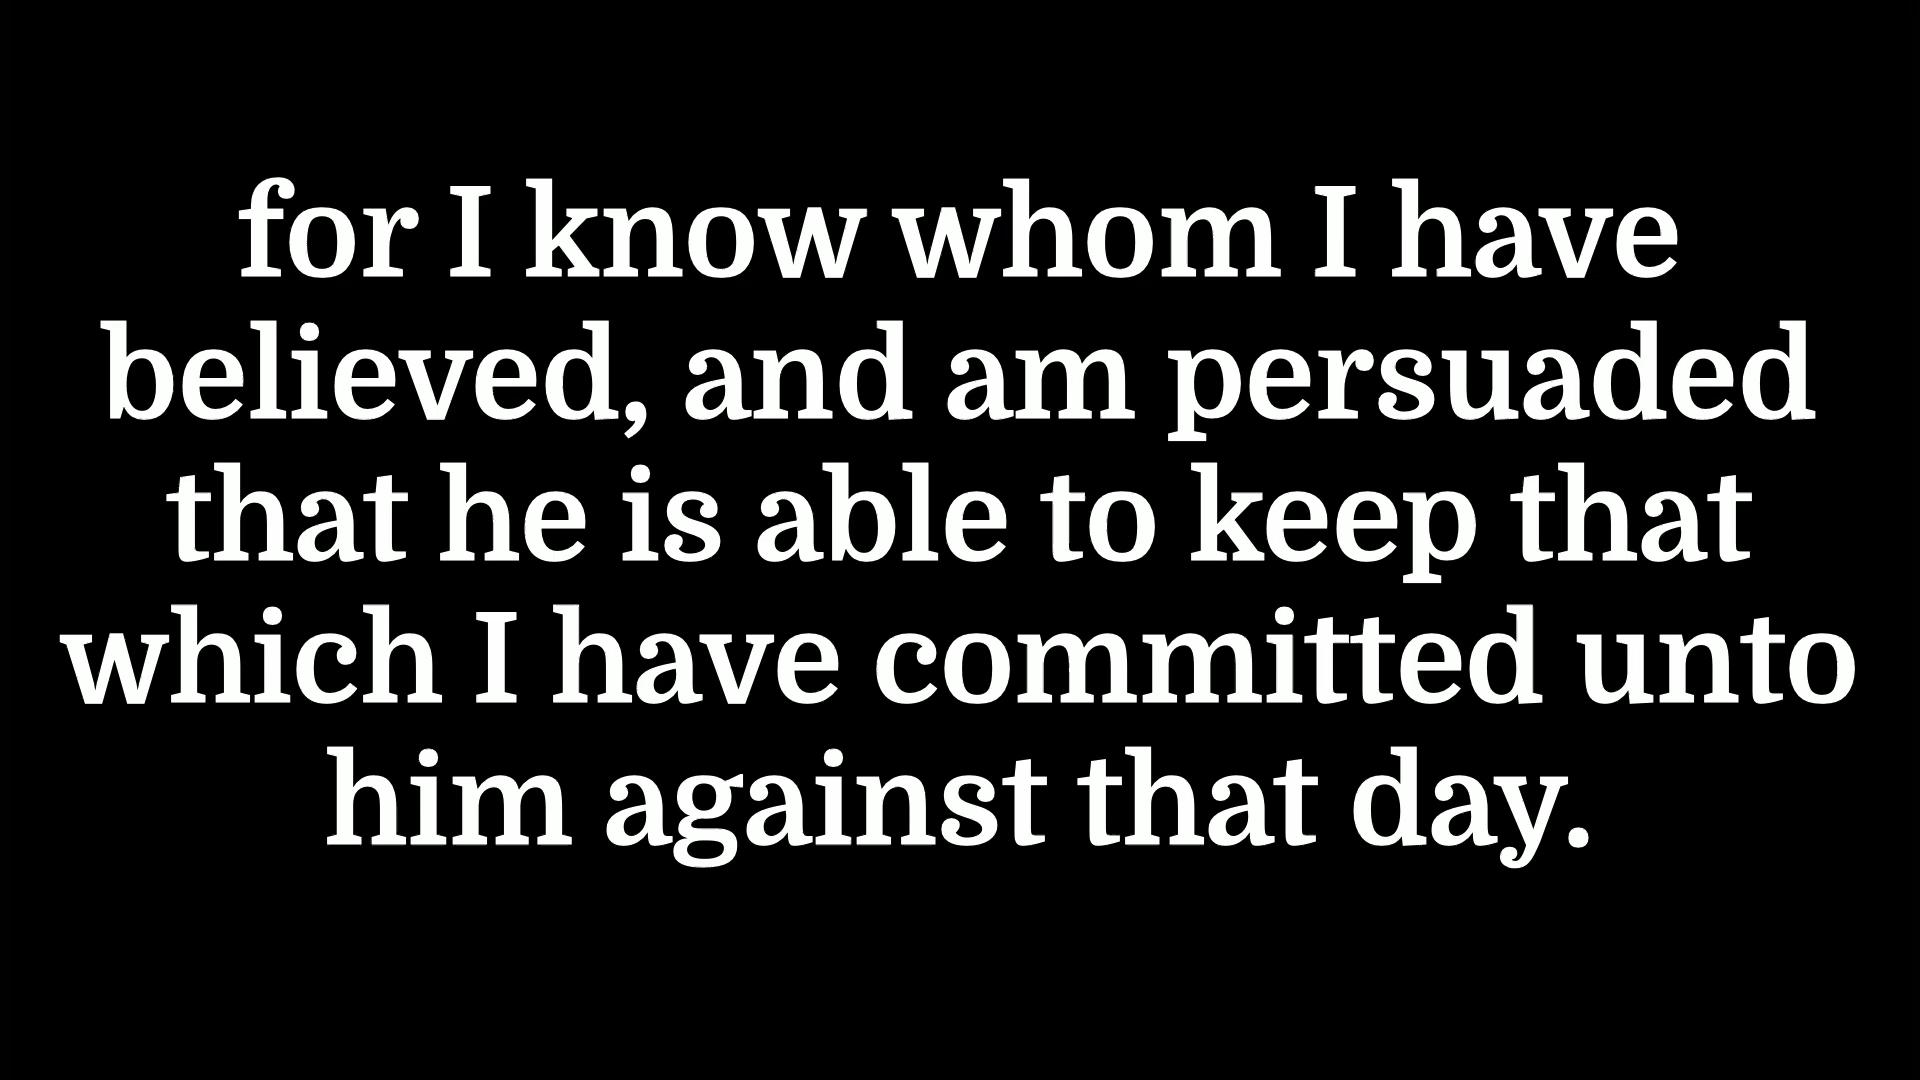 for I know whom I have
believed, and am persuaded
that he is able to keep that
which I have committed unto
him against that day.